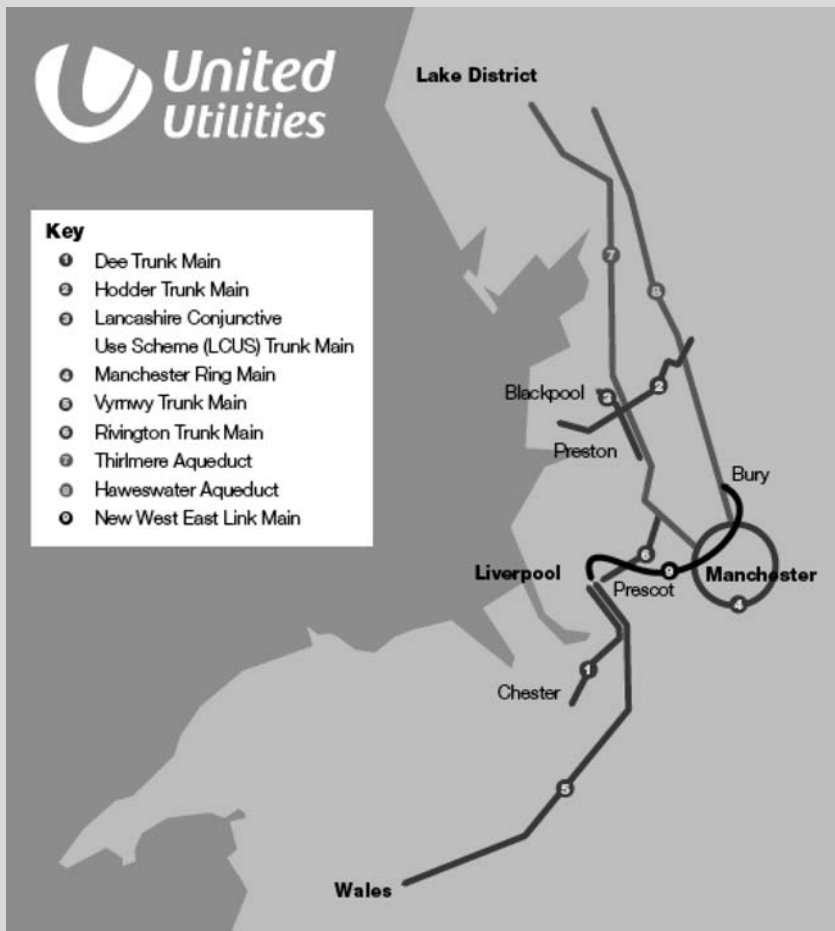 United
Utilities
Lake District
Key
1 Dee Trunk Main
2 Hodder Trunk Main
3 Lancashire Conjunctive
Use Scheme (LCUS) Trunk Main
4 Manchester Ring Main
5 Vyrnwy Trunk Main
6 Rivington Trunk Main
7 Thirlmere Aqueduct
8 Haweswater Aqueduct
9 New West East Link Main
7
8
Blackpool
3
2
Preston
Bury
6
Liverpool
9
Prescot
Manchester
4
1
Chester
5
Wales